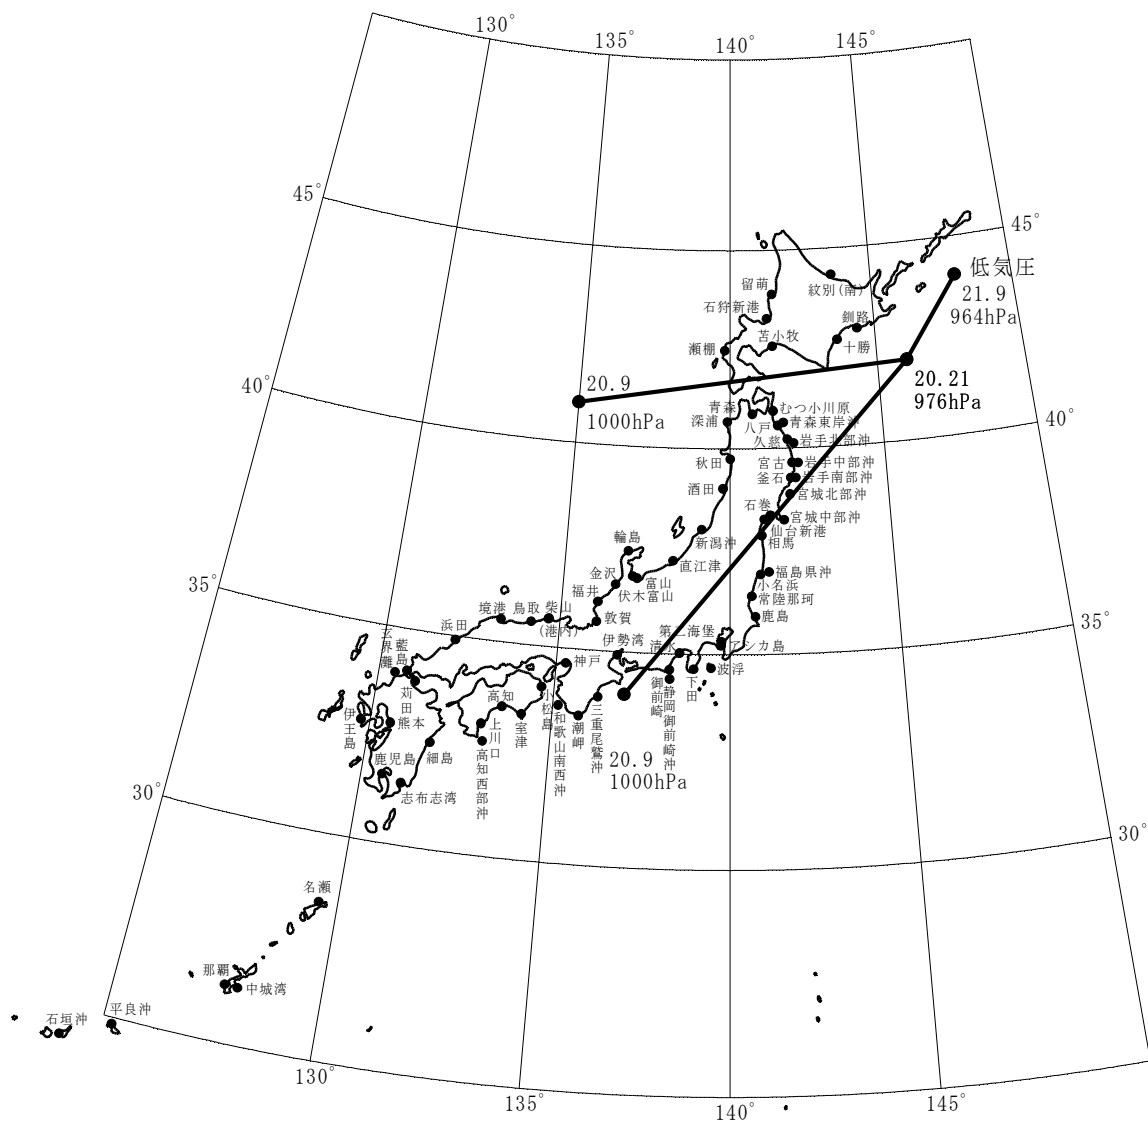 130°
135°
140°
145°
45°
45°
低気圧
21.9
964hPa
留萌
紋別(南)
石狩新港
釧路
苫小牧
十勝
瀬棚
40°
20.9
1000hPa
20.21
976hPa
40°
青森
むつ小川原
深浦
八戸
青森東岸沖
久慈
岩手北部沖
秋田
宮古
岩手中部沖
釜石
岩手南部沖
酒田
宮城北部沖
石巻
宮城中部沖
仙台新港
新潟沖
相馬
輪島
直江津
金沢
富山
福島県沖
35°
福井
伏木富山
小名浜
常陸那珂
境港
鳥取
柴山
(港内)
敦賀
鹿島
35°
浜田
伊勢湾
清水
第二海堡
アシカ島
玄界灘
藍島
神戸
波浮
下田
苅田
高知
小松島
御前崎
静岡御前崎沖
伊王島
熊本
上川口
室津
和歌山南西沖
潮岬
三重尾鷲沖
鹿児島
細島
高知西部沖
20.9
1000hPa
志布志湾
30°
30°
名瀬
那覇
中城湾
石垣沖
平良沖
130°
135°
140°
145°